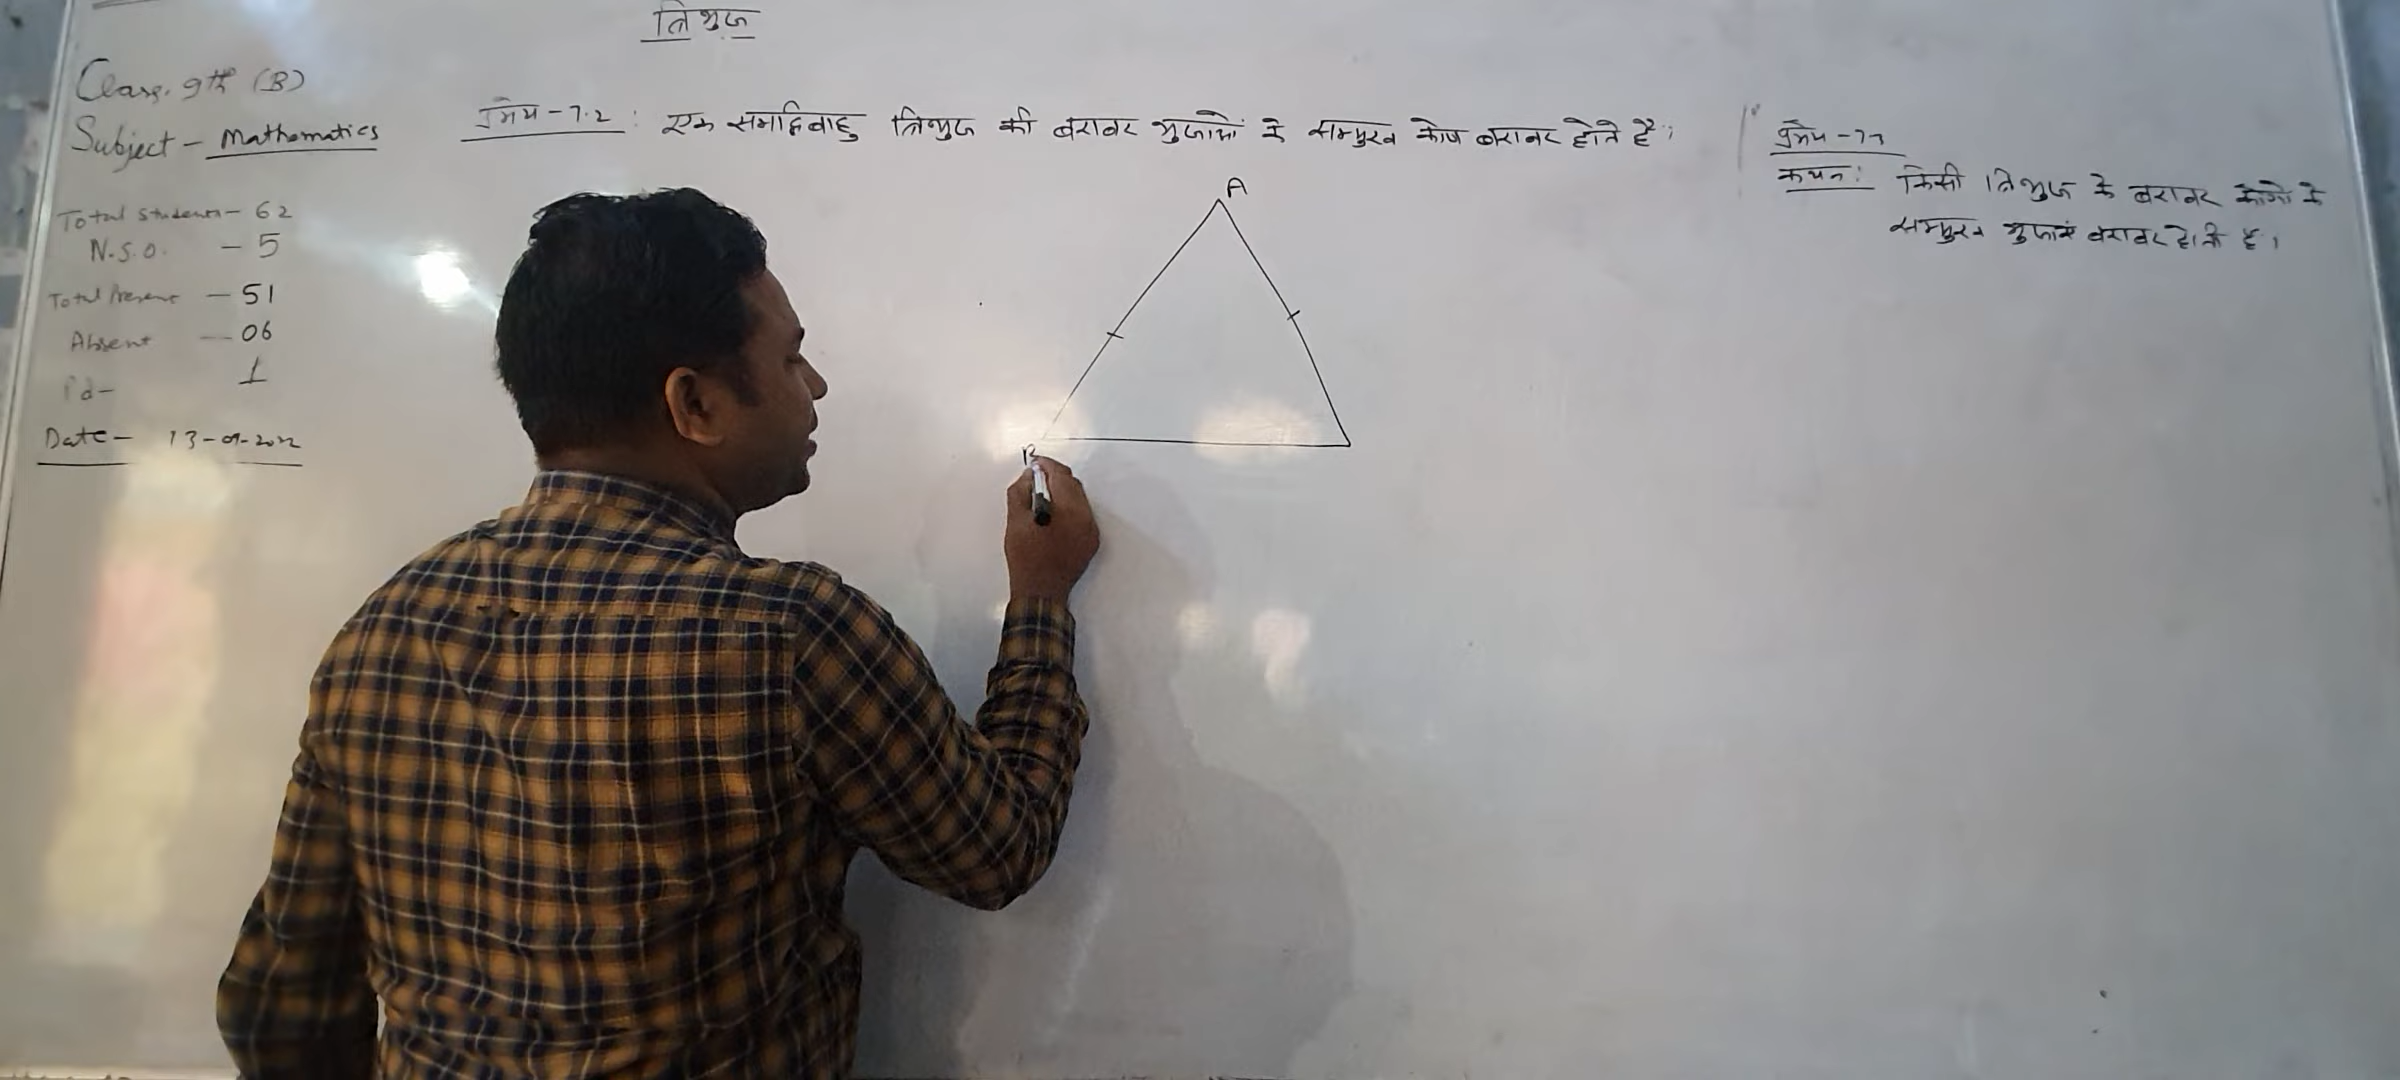 त्रिभुज
Class. 9th (B)
Subject - Mathematics
Total Students - 62
N.S.O. - 5
Total Present - 51
Absent - 06
Pd- 1
Date - 13-09-2022
प्रमेय - 7.2 : एक समद्विबाहु त्रिभुज की बराबर भुजाओं के सम्मुख कोण बराबर होते है।
A
B
प्रमेय - 7.3
कथन : किसी त्रिभुज के बराबर कोणों के
सम्मुख भुजाएं बराबर होती है।